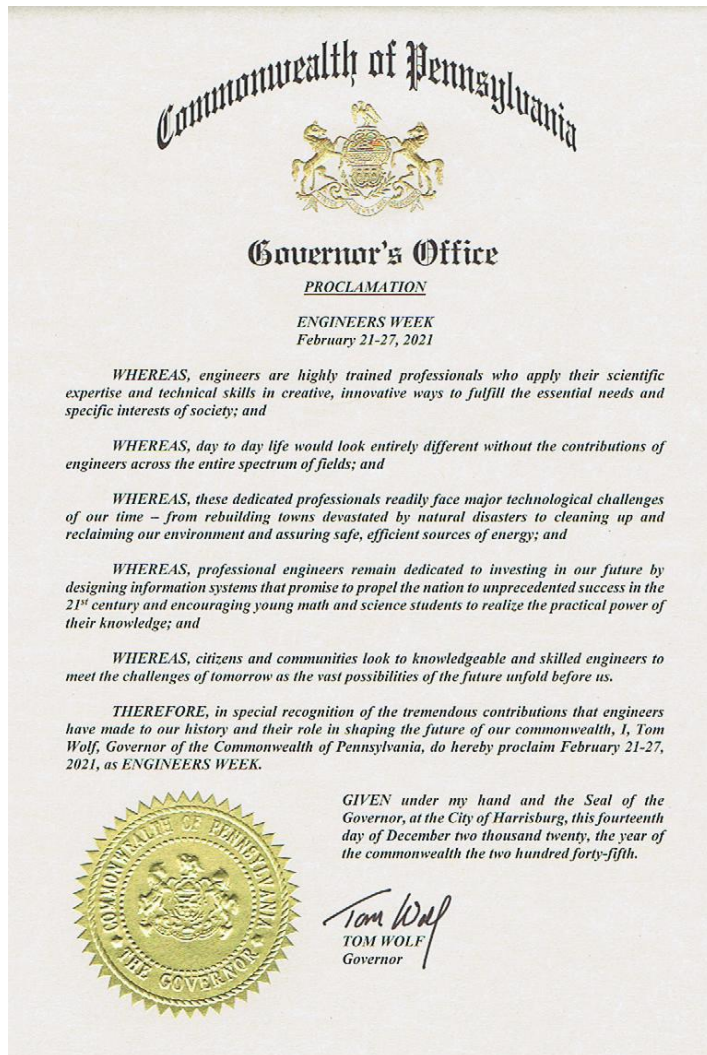 Commonwealth of Pennsylvania
Governor's Office
PROCLAMATION
ENGINEERS WEEK
February 21-27, 2021
WHEREAS, engineers are highly trained professionals who apply their scientific
expertise and technical skills in creative, innovative ways to fulfill the essential needs and
specific interests of society; and
WHEREAS, day to day life would look entirely different without the contributions of
engineers across the entire spectrum of fields; and
WHEREAS, these dedicated professionals readily face major technological challenges
of our time – from rebuilding towns devastated by natural disasters to cleaning up and
reclaiming our environment and assuring safe, efficient sources of energy; and
WHEREAS, professional engineers remain dedicated to investing in our future by
designing information systems that promise to propel the nation to unprecedented success in the
21st century and encouraging young math and science students to realize the practical power of
their knowledge; and
WHEREAS, citizens and communities look to knowledgeable and skilled engineers to
meet the challenges of tomorrow as the vast possibilities of the future unfold before us.
THEREFORE, in special recognition of the tremendous contributions that engineers
have made to our history and their role in shaping the future of our commonwealth, I, Tom
Wolf, Governor of the Commonwealth of Pennsylvania, do hereby proclaim February 21-27,
2021, as ENGINEERS WEEK.
GIVEN under my hand and the Seal of the
Governor, at the City of Harrisburg, this fourteenth
day of December two thousand twenty, the year of
the commonwealth the two hundred forty-fifth.
Tom Wolf
TOM WOLF
Governor
COMMONWEALTH OF PENNSYLVANIA
THE GOVERNOR